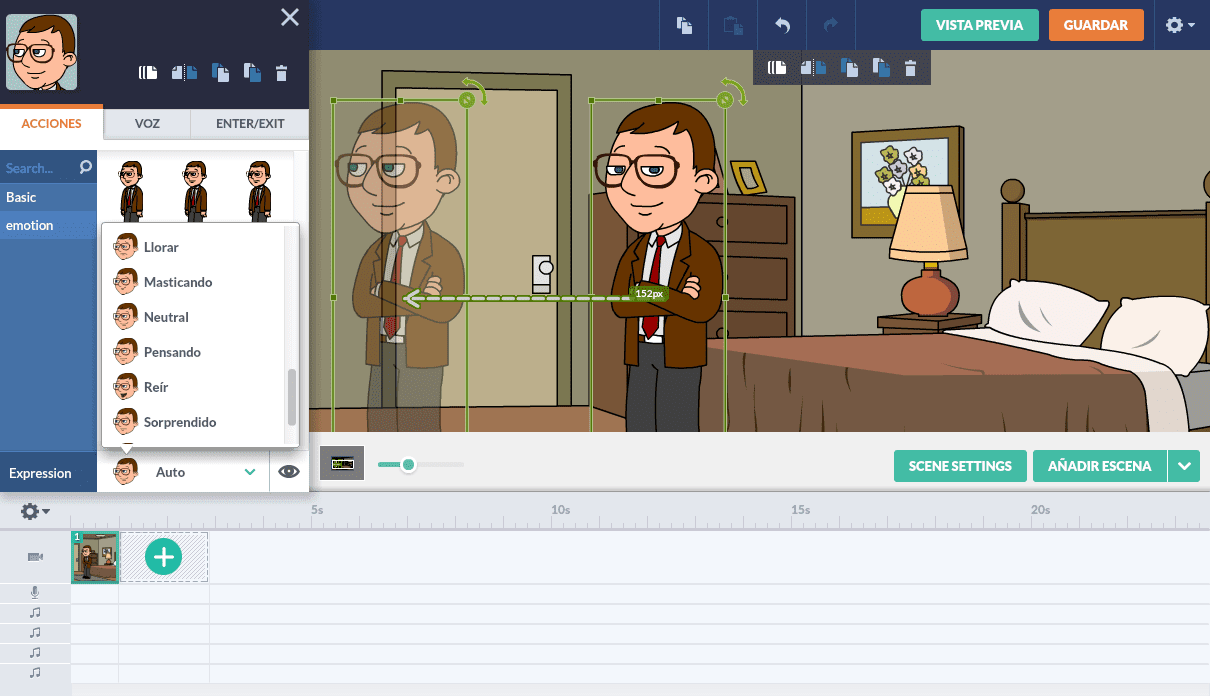 VISTA PREVIA
GUARDAR
ACCIONES
VOZ
ENTER/EXIT
Search...
Basic
emotion
Llorar
Masticando
Neutral
Pensando
Reír
Sorprendido
Expression
Auto
152px
SCENE SETTINGS
AÑADIR ESCENA
5s
10s
15s
20s
1